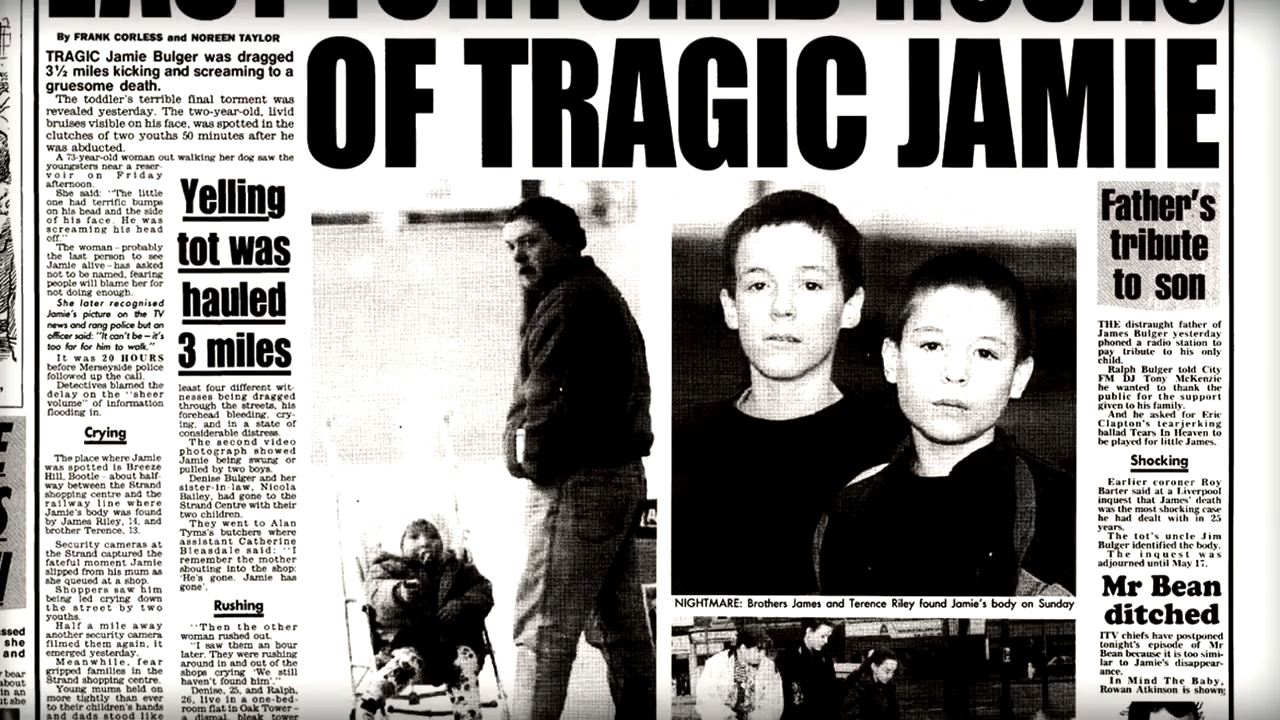 LAST TORTURED HOURS
OF TRAGIC JAMIE
By FRANK CORLESS and NOREEN TAYLOR
TRAGIC Jamie Bulger was dragged
3½ miles kicking and screaming to a
gruesome death.
The toddler's terrible final torment was
revealed yesterday. The two-year-old, livid
bruises visible on his face, was spotted in the
clutches of two youths 50 minutes after he
was abducted.
A 73-year-old woman out walking her dog saw the
youngsters near a reser-
voir on Friday
afternoon.
She said: "The little
one had terrific bumps
on his head and the side
of his face. He was
screaming his head
off."
The woman – probably
the last person to see
Jamie alive – has asked
not to be named, fearing
people will blame her for
not doing enough.
She later recognised
Jamie's picture on the TV
news and rang police but an
officer said: "It can't be – it's
too far for him to walk."
It was 20 HOURS
before Merseyside police
followed up the call.
Detectives blamed the
delay on the "sheer
volume" of information
flooding in.
Crying
The place where Jamie
was spotted is Breeze
Hill, Bootle – about half-
way between the Strand
shopping centre and the
railway line where
Jamie's body was found
by James Riley, 14, and
brother Terence, 13.
Security cameras at
the Strand captured the
fateful moment Jamie
slipped from his mum as
she queued at a shop.
Shoppers saw him
being led crying down
the street by two
youths.
Half a mile away
another security camera
filmed them again, it
emerged yesterday.
Meanwhile, fear
gripped families in the
Strand shopping centre.
Young mums held on
more tightly than ever
to their children's hands
and dads stood like
Yelling
tot was
hauled
3 miles
least four different wit-
nesses being dragged
through the streets, his
forehead bleeding, cry-
ing, and in a state of
considerable distress.
The second video
photograph showed
Jamie being swung or
pulled by two boys.
Denise Bulger and her
sister-in-law, Nicola
Bailey, had gone to the
Strand Centre with their
two children.
They went to Alan
Tyms's butchers where
assistant Catherine
Bleasdale said: "I
remember the mother
shouting into the shop:
'He's gone. Jamie has
gone'.
Rushing
"Then the other
woman rushed out.
"I saw them an hour
later. They were rushing
around in and out of the
shops crying 'We still
haven't found him'."
Denise, 25, and Ralph,
26, live in a one-bed-
room flat in Oak Tower –
dismal, bleak tower
NIGHTMARE: Brothers James and Terence Riley found Jamie's body on Sunday
Father's
tribute
to son
THE distraught father of
James Bulger yesterday
phoned a radio station to
pay tribute to his only
child.
Ralph Bulger told City
FM DJ Tony McKenzie
he wanted to thank the
public for the support
given to his family.
And he asked for Eric
Clapton's tearjerking
ballad Tears In Heaven to
be played for little James.
Shocking
Earlier coroner Roy
Barter said at a Liverpool
inquest that James' death
was the most shocking case
he had dealt with in 25
years.
The tot's uncle Jim
Bulger identified the body.
The inquest was
adjourned until May 17.
Mr Bean
ditched
ITV chiefs have postponed
tonight's episode of Mr
Bean because it is too simi-
lar to Jamie's disappear-
ance.
In Mind The Baby,
Rowan Atkinson is shown